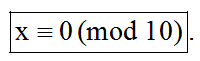 x ≡ 0 (mod 10).